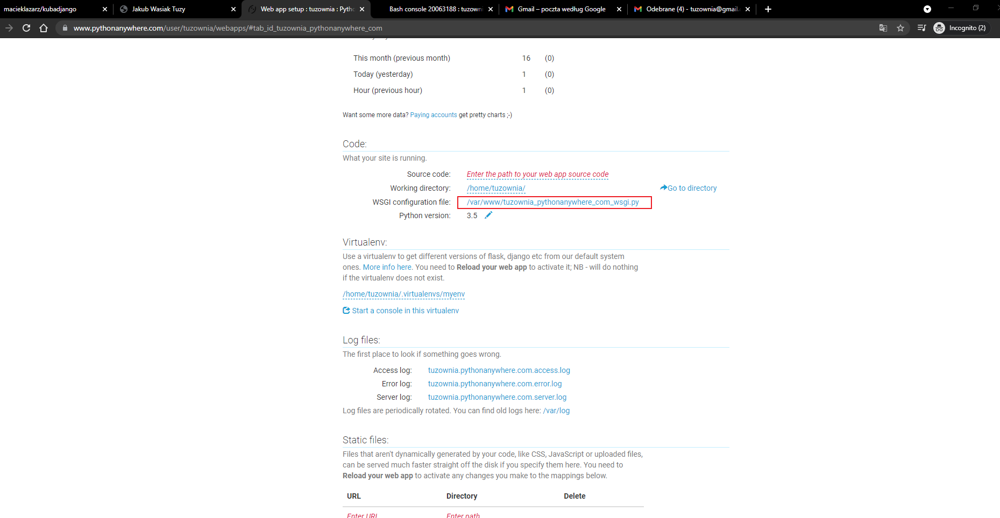 macieklazarz/kubadjango
Jakub Wasiak Tuzy
Web app setup : tuzownia : Pyth
Bash console 20063188 : tuzown
Gmail – poczta według Google
Odebrane (4) - tuzownia@gmail.
www.pythonanywhere.com/user/tuzownia/webapps/#tab_id_tuzownia_pythonanywhere_com
Incognito (2)
This month (previous month) 16 (0)
Today (yesterday) 1 (0)
Hour (previous hour) 1 (0)
Want some more data? Paying accounts get pretty charts ;-)
Code:
What your site is running.
Source code: Enter the path to your web app source code
Working directory: /home/tuzownia/ Go to directory
WSGI configuration file: /var/www/tuzownia_pythonanywhere_com_wsgi.py
Python version: 3.5
Virtualenv:
Use a virtualenv to get different versions of flask, django etc from our default system
ones. More info here. You need to Reload your web app to activate it; NB - will do nothing
if the virtualenv does not exist.
/home/tuzownia/.virtualenvs/myenv
Start a console in this virtualenv
Log files:
The first place to look if something goes wrong.
Access log: tuzownia.pythonanywhere.com.access.log
Error log: tuzownia.pythonanywhere.com.error.log
Server log: tuzownia.pythonanywhere.com.server.log
Log files are periodically rotated. You can find old logs here: /var/log
Static files:
Files that aren't dynamically generated by your code, like CSS, JavaScript or uploaded files,
can be served much faster straight off the disk if you specify them here. You need to
Reload your web app to activate any changes you make to the mappings below.
URL Directory Delete
Enter URL Enter path